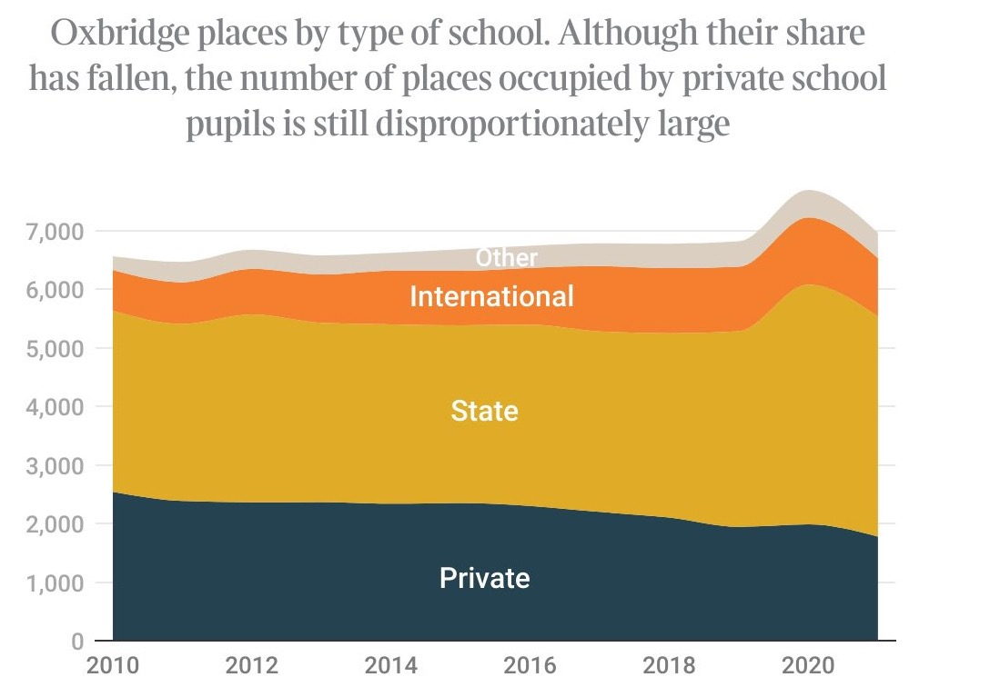 Oxbridge places by type of school. Although their share
has fallen, the number of places occupied by private school
pupils is still disproportionately large
7,000
Other
6,000
International
5,000
4,000
State
3,000
2,000
1,000
Private
0
2010 2012 2014 2016 2018 2020